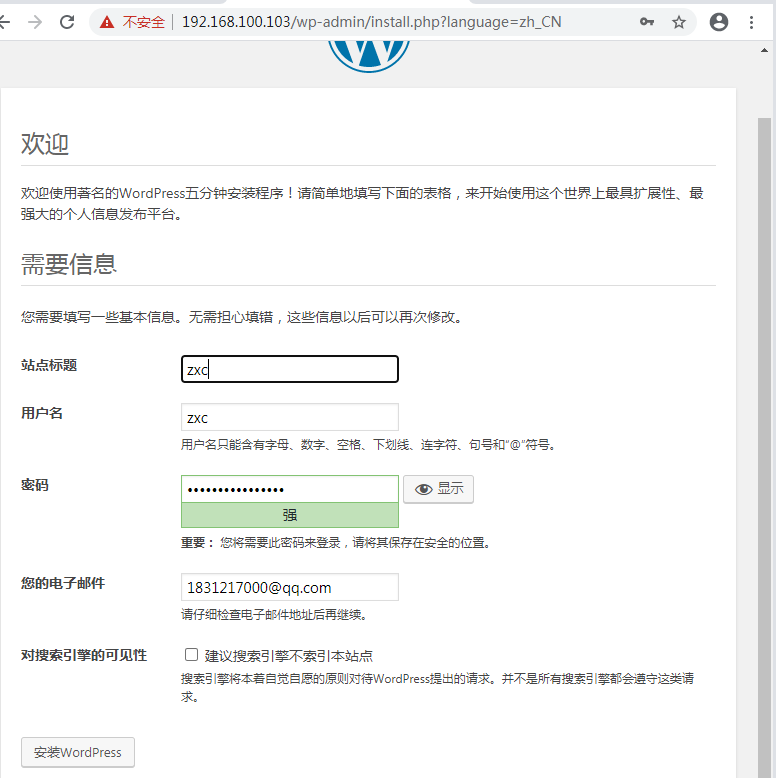 不安全 192.168.100.103/wp-admin/install.php?language=zh_CN
欢迎
欢迎使用著名的WordPress五分钟安装程序！请简单地填写下面的表格，来开始使用这个世界上最具扩展性、最
强大的个人信息发布平台。
需要信息
您需要填写一些基本信息。无需担心填错，这些信息以后可以再次修改。
站点标题 zxc
用户名 zxc
用户名只能含有字母、数字、空格、下划线、连字符、句号和“@”符号。
密码 •••••••••••••••• 显示
强
重要： 您将需要此密码来登录，请将其保存在安全的位置。
您的电子邮件 1831217000@qq.com
请仔细检查电子邮件地址后再继续。
对搜索引擎的可见性 建议搜索引擎不索引本站点
搜索引擎将本着自觉自愿的原则对待WordPress提出的请求。并不是所有搜索引擎都会遵守这类请
求。
安装WordPress